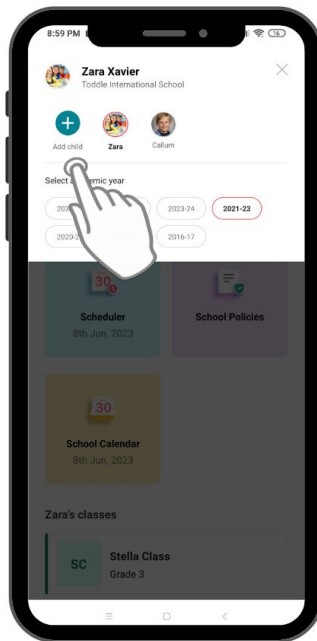 8:59 PM
16
Zara Xavier
Toddle International School
Add child
Zara
Callum
Select
emic year
2023-24
2021-23
2016-17
30
Scheduler
8th Jun, 2023
School Policies
30
School Calendar
8th Jun, 2023
Zara's classes
SC
Stella Class
Grade 3